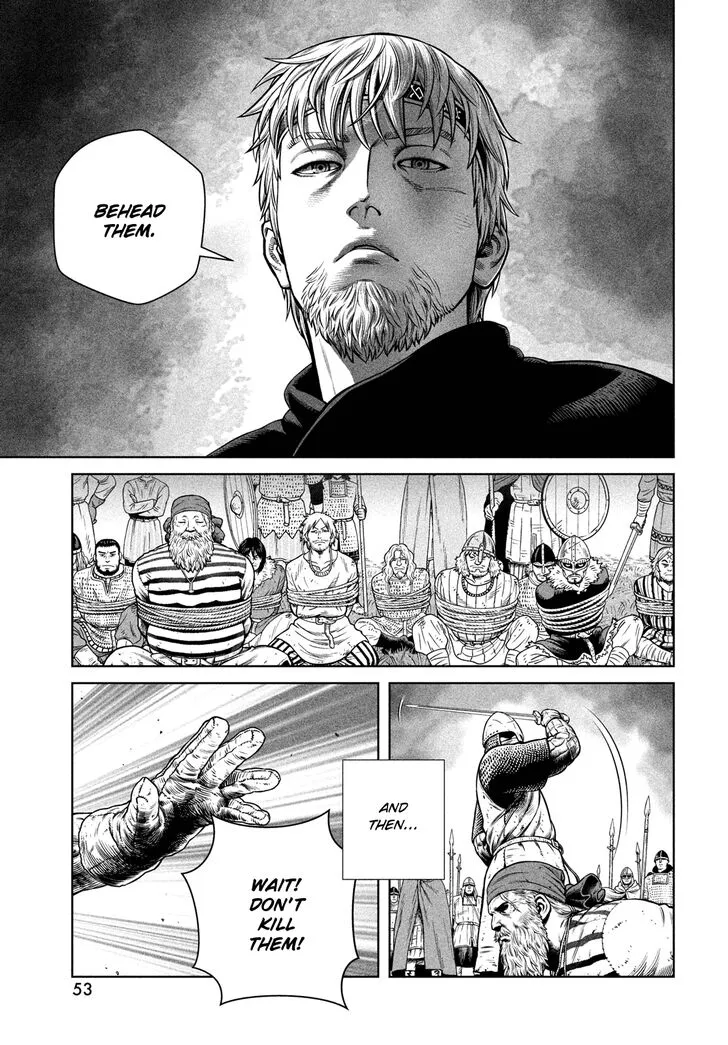 BEHEAD
THEM.
AND
THEN...
WAIT!
DON'T
KILL
THEM!
53